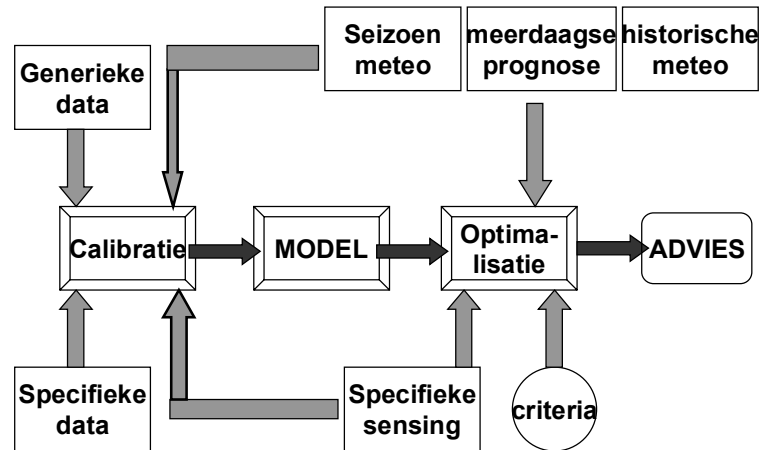 Seizoen
meteo
meerdaagse
prognose
historische
meteo
Generieke
data
Calibratie
MODEL
Optima-
lisatie
ADVIES
Specifieke
data
Specifieke
sensing
criteria